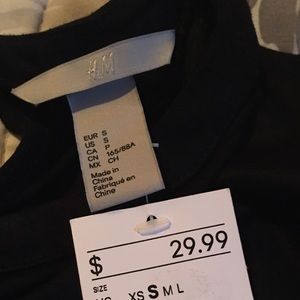 H&M
EUR S
US S
CA P
CN 165/88A
MX CH
Made in
China
Fabriqué en
Chine
$ 29.99
SIZE
XS S M L